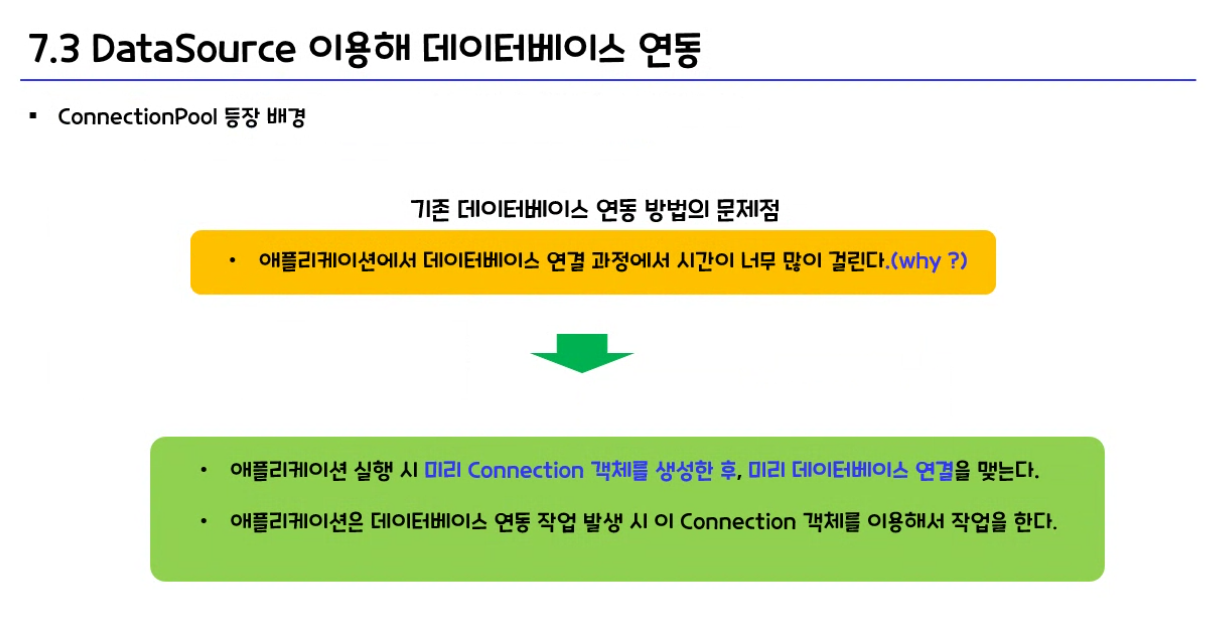 7.3 DataSource 이용해 데이터베이스 연동
▪ ConnectionPool 등장 배경
기존 데이터베이스 연동 방법의 문제점
• 애플리케이션에서 데이터베이스 연결 과정에서 시간이 너무 많이 걸린다.(why ?)
• 애플리케이션 실행 시 미리 Connection 객체를 생성한 후, 미리 데이터베이스 연결을 맺는다.
• 애플리케이션은 데이터베이스 연동 작업 발생 시 이 Connection 객체를 이용해서 작업을 한다.